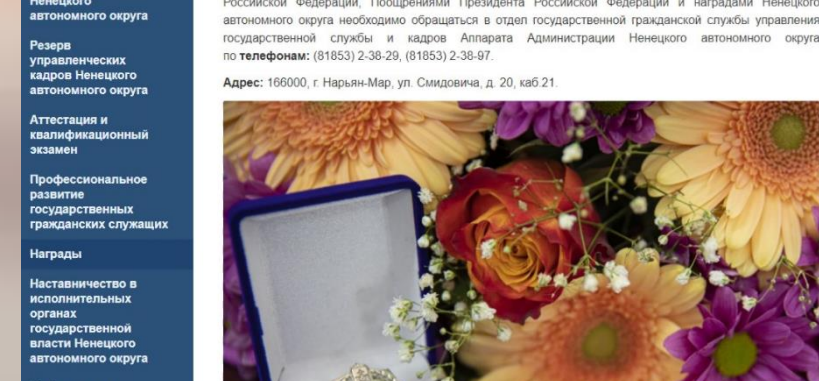 Ненецкого
автономного округа
Резерв
управленческих
кадров Ненецкого
автономного округа
Аттестация и
квалификационный
экзамен
Профессиональное
развитие
государственных
гражданских служащих
Награды
Наставничество в
исполнительных
органах
государственной
власти Ненецкого
автономного округа
Российской Федерации, Поощрениями Президента Российской Федерации и наградами Ненецкого
автономного округа необходимо обращаться в отдел государственной гражданской службы управления
государственной службы и кадров Аппарата Администрации Ненецкого автономного округа
по телефонам: (81853) 2-38-29, (81853) 2-38-97.
Адрес: 166000, г. Нарьян-Мар, ул. Смидовича, д. 20, каб.21.